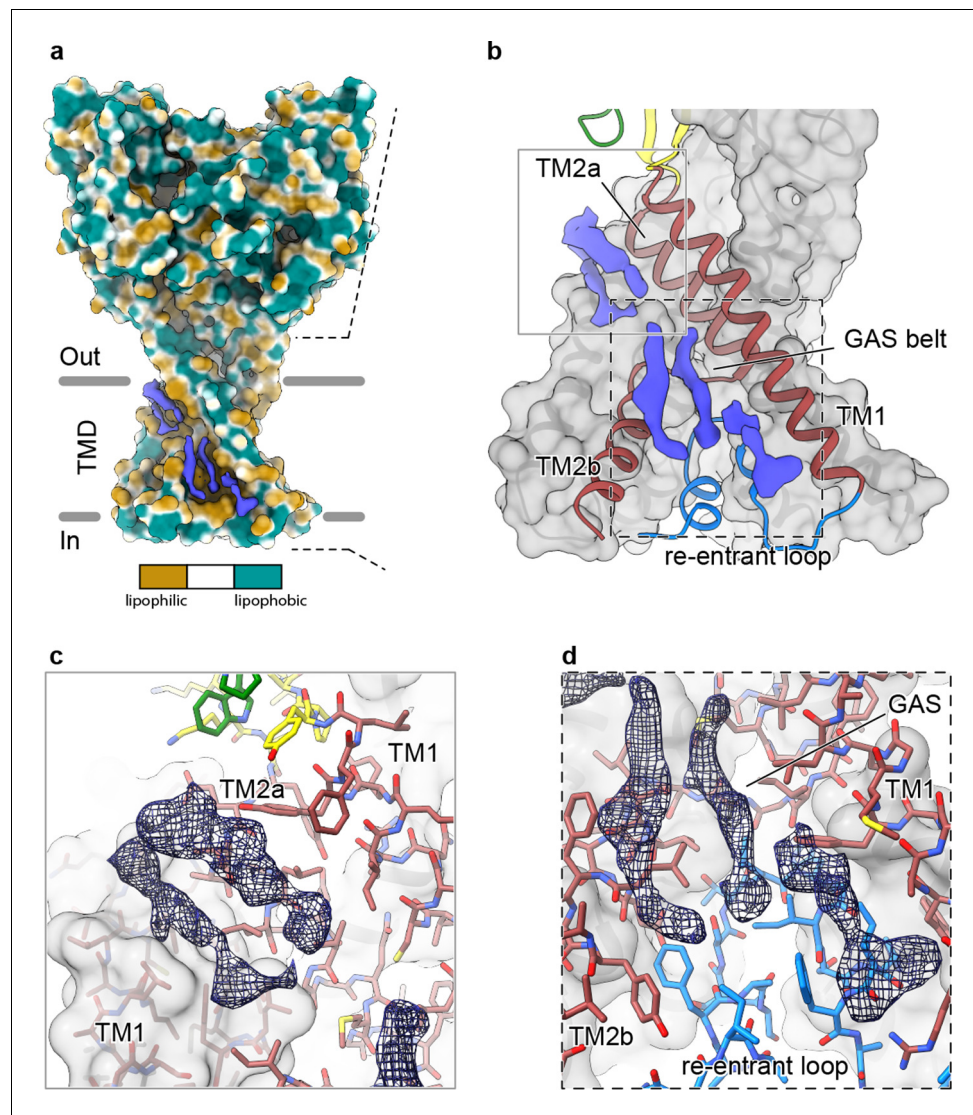 a
Out
TMD
In
lipophilic
lipophobic
b
TM2a
GAS belt
TM1
TM2b
re-entrant loop
c
TM1
TM2a
TM1
d
GAS
TM1
TM2b
re-entrant loop